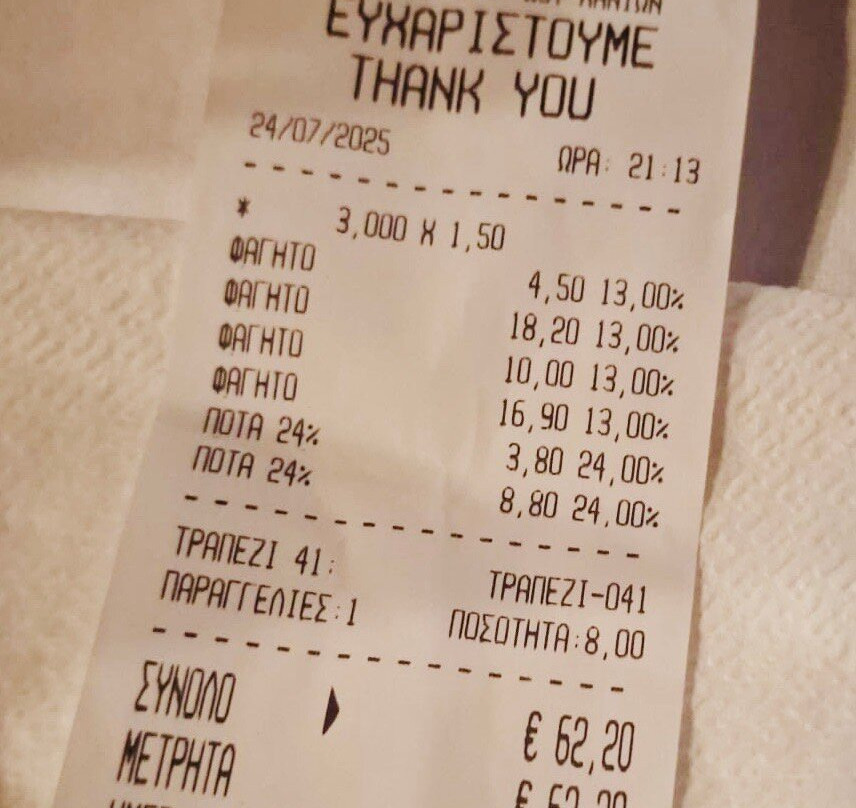 ΕΥΧΑΡΙΣΤΟΥΜΕ
THANK YOU
24/07/2025 ΩΡΑ: 21:13
* 3,000 X 1,50
ΦΑΓΗΤΟ 4,50 13,00%
ΦΑΓΗΤΟ 18,20 13,00%
ΦΑΓΗΤΟ 10,00 13,00%
ΦΑΓΗΤΟ 16,90 13,00%
ΠΟΤΑ 24% 3,80 24,00%
ΠΟΤΑ 24% 8,80 24,00%
ΤΡΑΠΕΖΙ 41: ΤΡΑΠΕΖΙ-041
ΠΑΡΑΓΓΕΛΙΕΣ:1 ΠΟΣΟΤΗΤΑ:8,00
ΣΥΝΟΛΟ € 62,20
ΜΕΤΡΗΤΑ € 62,20